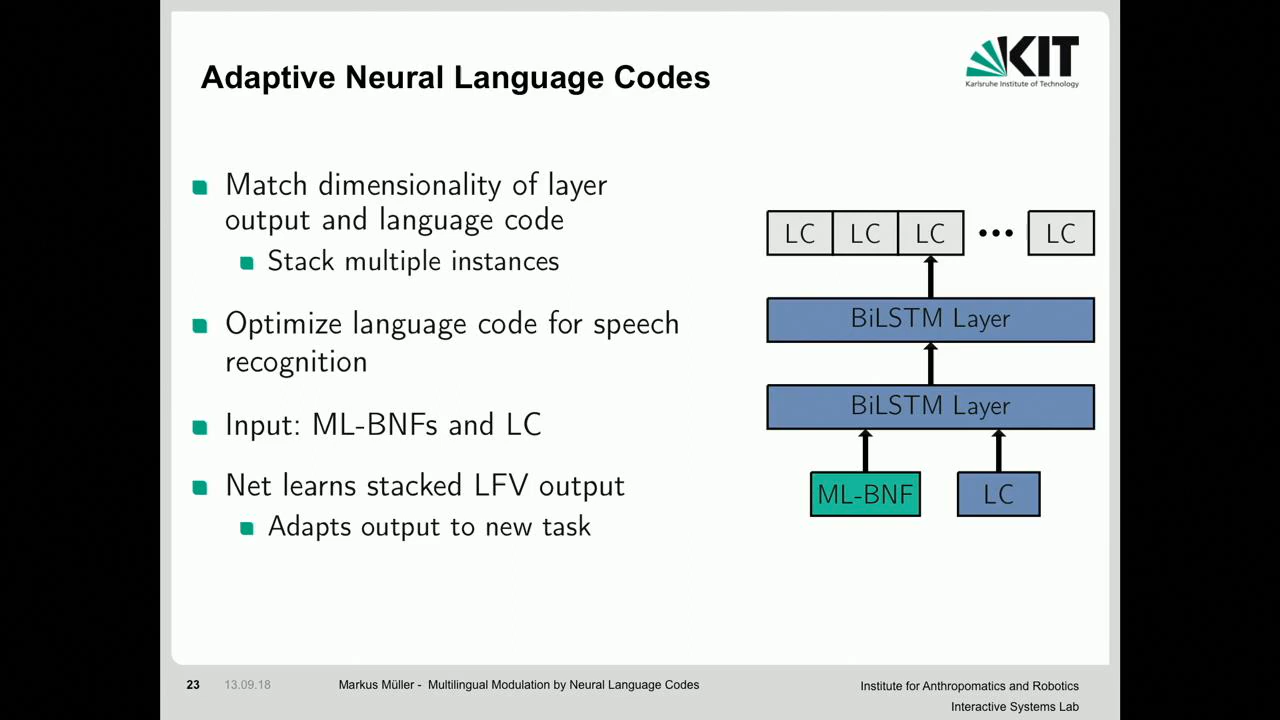 Adaptive Neural Language Codes
KIT
Karlsruhe Institute of Technology
Match dimensionality of layer
output and language code
Stack multiple instances
Optimize language code for speech
recognition
Input: ML-BNFs and LC
Net learns stacked LFV output
Adapts output to new task
LC LC LC ••• LC
BiLSTM Layer
BiLSTM Layer
ML-BNF LC
23 13.09.18 Markus Müller - Multilingual Modulation by Neural Language Codes
Institute for Anthropomatics and Robotics
Interactive Systems Lab